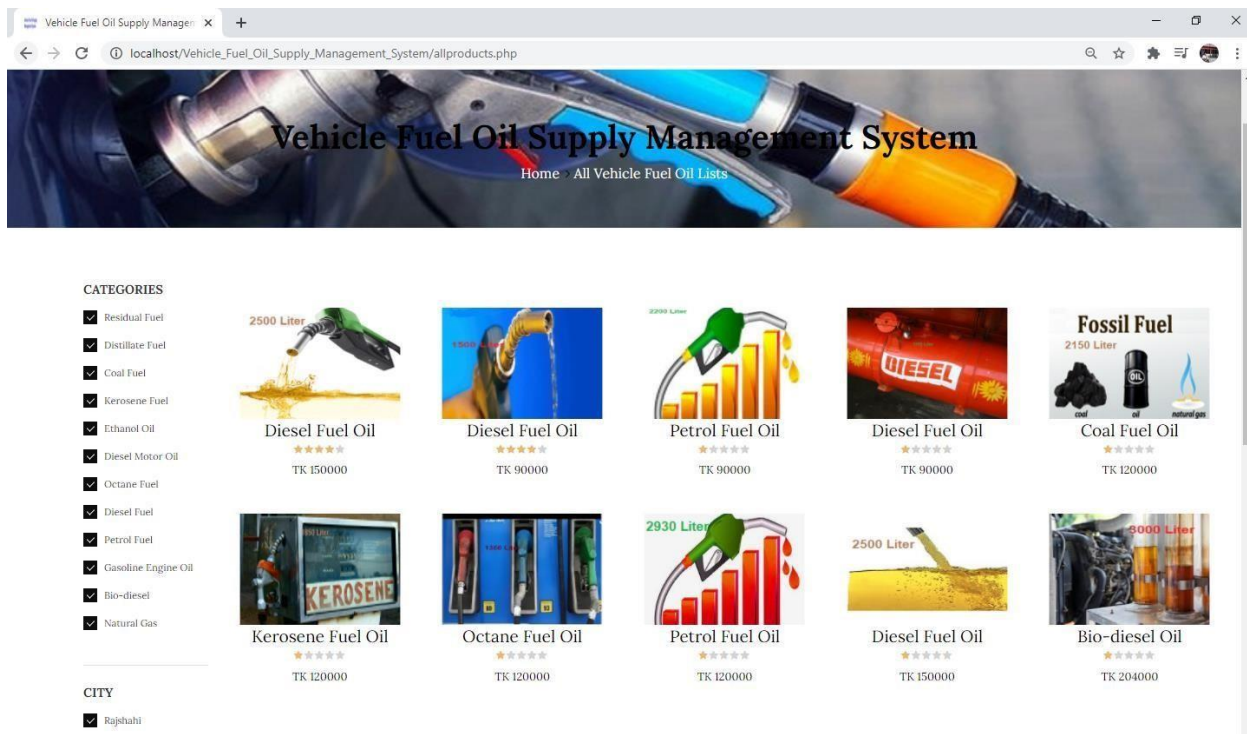 Vehicle Fuel Oil Supply Managen
localhost/Vehicle_Fuel_Oil_Supply_Management_System/allproducts.php
Vehicle Fuel Oil Supply Management System
Home > All Vehicle Fuel Oil Lists
CATEGORIES
Residual Fuel
Distillate Fuel
Coal Fuel
Kerosene Fuel
Ethanol Oil
Diesel Motor Oil
Octane Fuel
Diesel Fuel
Petrol Fuel
Gasoline Engine Oil
Bio-diesel
Natural Gas
CITY
Rajshahi
2500 Liter
Diesel Fuel Oil
TK 150000
1500 Liter
Diesel Fuel Oil
TK 90000
2200 Liter
Petrol Fuel Oil
TK 90000
DIESEL
Diesel Fuel Oil
TK 90000
Fossil Fuel
2150 Liter
OIL
coal oil natural gas
Coal Fuel Oil
TK 120000
KEROSENE
Kerosene Fuel Oil
TK 120000
Octane Fuel Oil
TK 120000
2930 Liter
Petrol Fuel Oil
TK 120000
2500 Liter
Diesel Fuel Oil
TK 150000
3000 Liter
Bio-diesel Oil
TK 204000